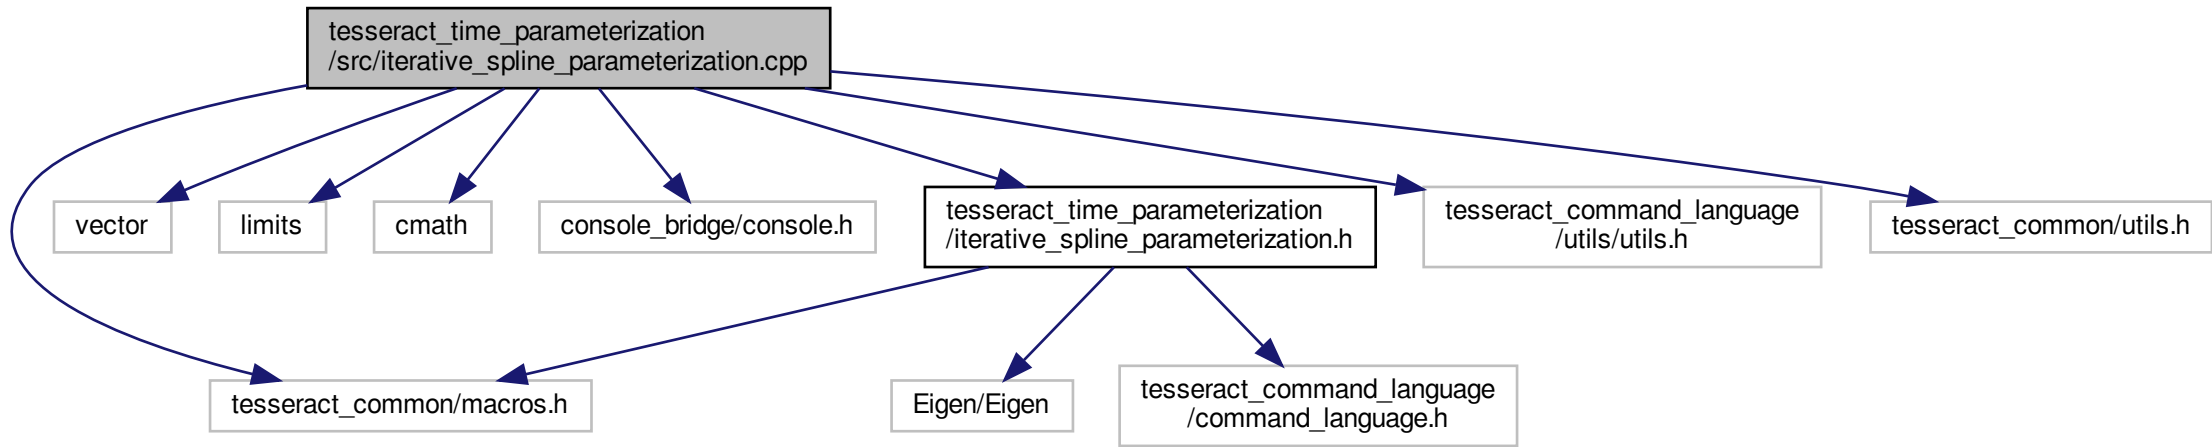 tesseract_time_parameterization
/src/iterative_spline_parameterization.cpp
vector
limits
cmath
console_bridge/console.h
tesseract_time_parameterization
/iterative_spline_parameterization.h
tesseract_command_language
/utils/utils.h
tesseract_common/utils.h
tesseract_common/macros.h
Eigen/Eigen
tesseract_command_language
/command_language.h